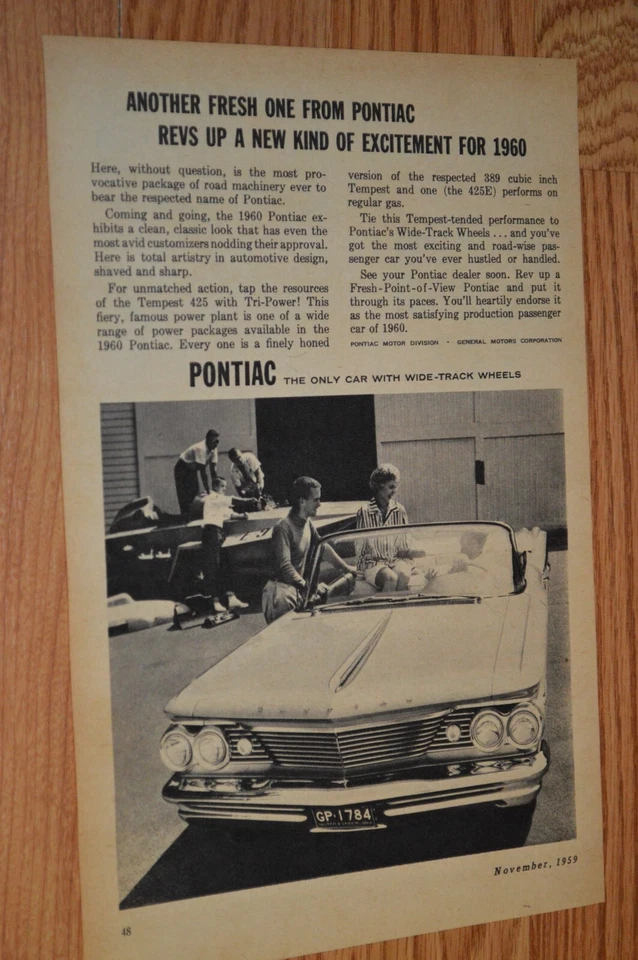 ANOTHER FRESH ONE FROM PONTIAC
REVS UP A NEW KIND OF EXCITEMENT FOR 1960
Here, without question, is the most pro-
vocative package of road machinery ever to
bear the respected name of Pontiac.
Coming and going, the 1960 Pontiac ex-
hibits a clean, classic look that has even the
most avid customizers nodding their approval.
Here is total artistry in automotive design,
shaved and sharp.
For unmatched action, tap the resources
of the Tempest 425 with Tri-Power! This
fiery, famous power plant is one of a wide
range of power packages available in the
1960 Pontiac. Every one is a finely honed
version of the respected 389 cubic inch
Tempest and one (the 425E) performs on
regular gas.
Tie this Tempest-tended performance to
Pontiac's Wide-Track Wheels . . . and you've
got the most exciting and road-wise pas-
senger car you've ever hustled or handled.
See your Pontiac dealer soon. Rev up a
Fresh-Point-of-View Pontiac and put it
through its paces. You'll heartily endorse it
as the most satisfying production passenger
car of 1960.
PONTIAC MOTOR DIVISION • GENERAL MOTORS CORPORATION
PONTIAC THE ONLY CAR WITH WIDE-TRACK WHEELS
PONTIAC
GP·1784
November, 1959
48